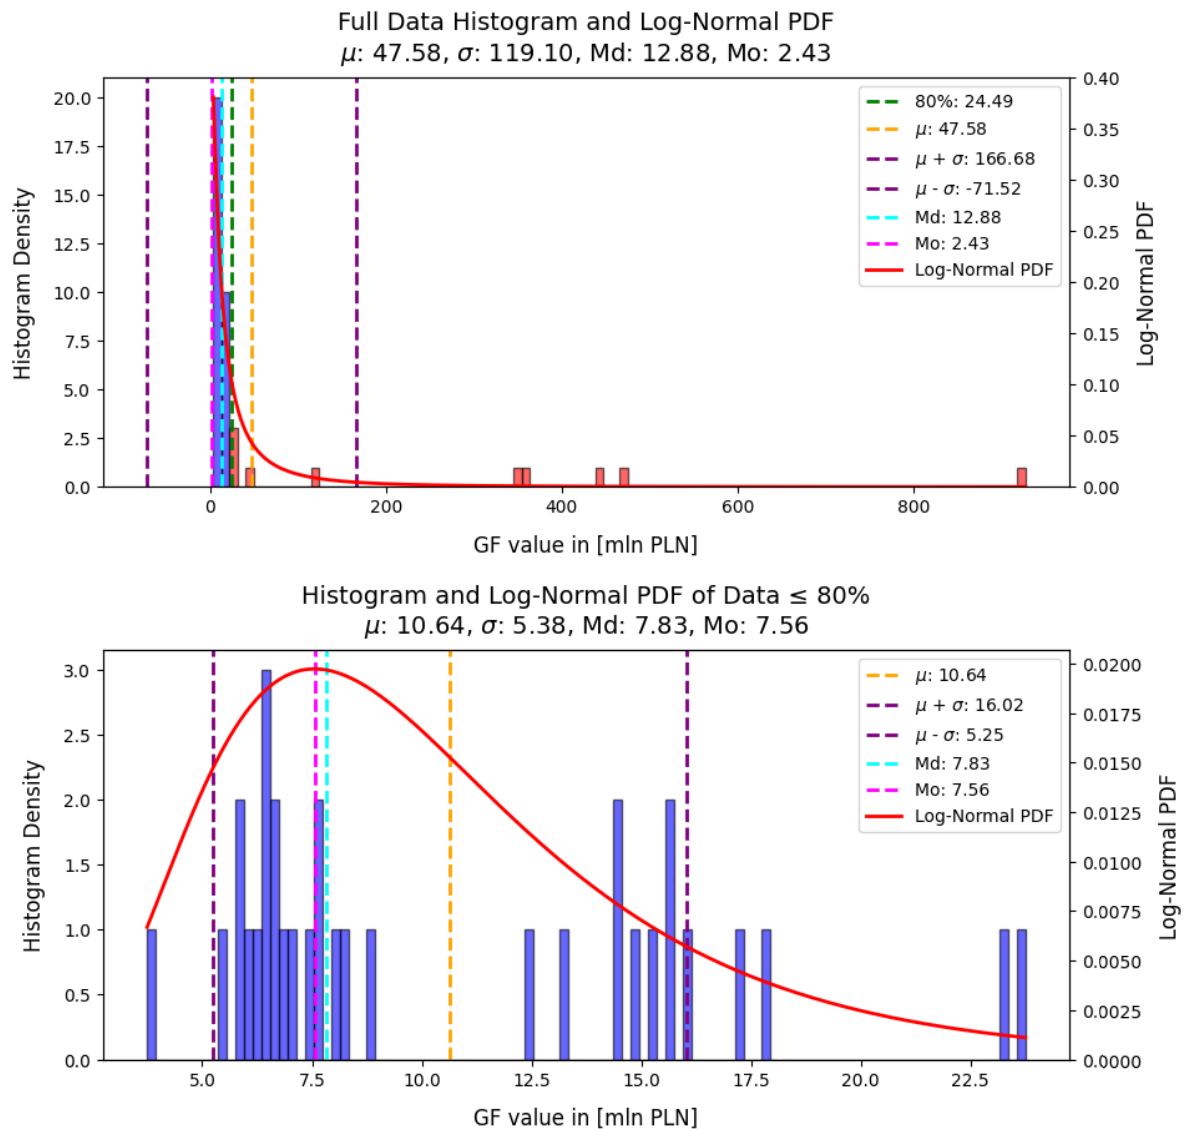 Full Data Histogram and Log-Normal PDF
μ: 47.58, σ: 119.10, Md: 12.88, Mo: 2.43
Histogram Density
20.0
17.5
15.0
12.5
10.0
7.5
5.0
2.5
0.0
80%: 24.49
μ: 47.58
μ + σ: 166.68
μ - σ: -71.52
Md: 12.88
Mo: 2.43
Log-Normal PDF
0.40
0.35
0.30
0.25
0.20
0.15
0.10
0.05
0.00
Log-Normal PDF
0 200 400 600 800
GF value in [mln PLN]
Histogram and Log-Normal PDF of Data ≤ 80%
μ: 10.64, σ: 5.38, Md: 7.83, Mo: 7.56
Histogram Density
3.0
2.5
2.0
1.5
1.0
0.5
0.0
μ: 10.64
μ + σ: 16.02
μ - σ: 5.25
Md: 7.83
Mo: 7.56
Log-Normal PDF
0.0200
0.0175
0.0150
0.0125
0.0100
0.0075
0.0050
0.0025
0.0000
Log-Normal PDF
5.0 7.5 10.0 12.5 15.0 17.5 20.0 22.5
GF value in [mln PLN]